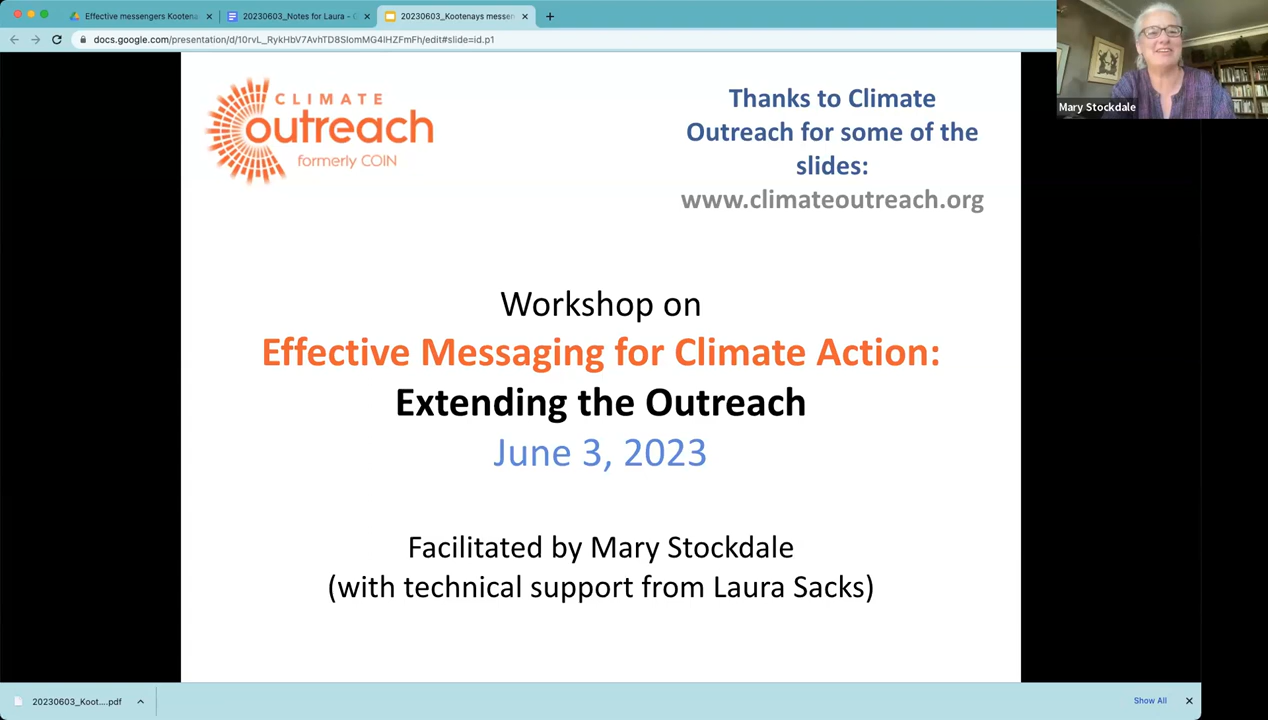 Effective messengers Kootena
20230603_Notes for Laura - G
20230603_Kootenays messen
docs.google.com/presentation/d/10rvL_RykHbV7AvhTD8SIomMG4lHZFmFh/edit#slide=id.p1
Mary Stockdale
CLIMATE
outreach
formerly COIN
Thanks to Climate
Outreach for some of the
slides:
www.climateoutreach.org
Workshop on
Effective Messaging for Climate Action:
Extending the Outreach
June 3, 2023
Facilitated by Mary Stockdale
(with technical support from Laura Sacks)
20230603_Koot....pdf
Show All